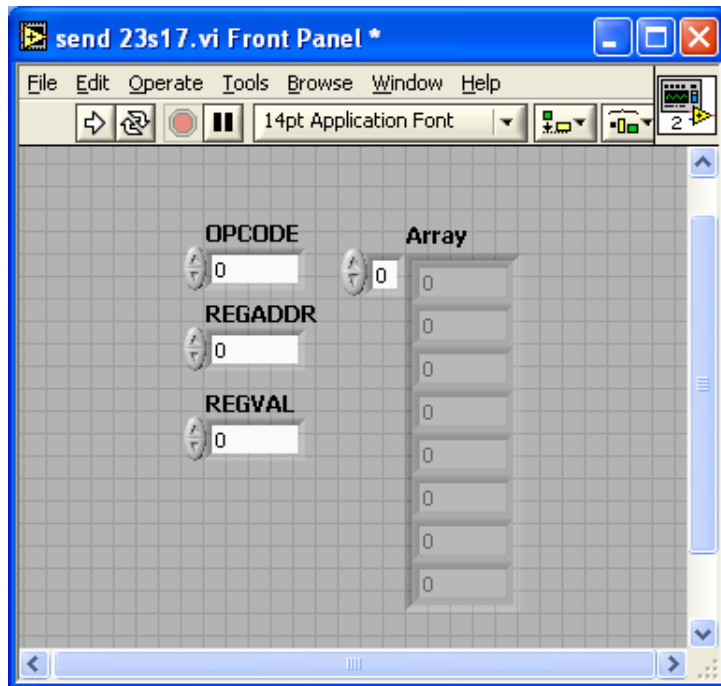 send 23s17.vi Front Panel *
File Edit Operate Tools Browse Window Help
14pt Application Font
2
OPCODE
0
REGADDR
0
REGVAL
0
Array
0
0
0
0
0
0
0
0
0